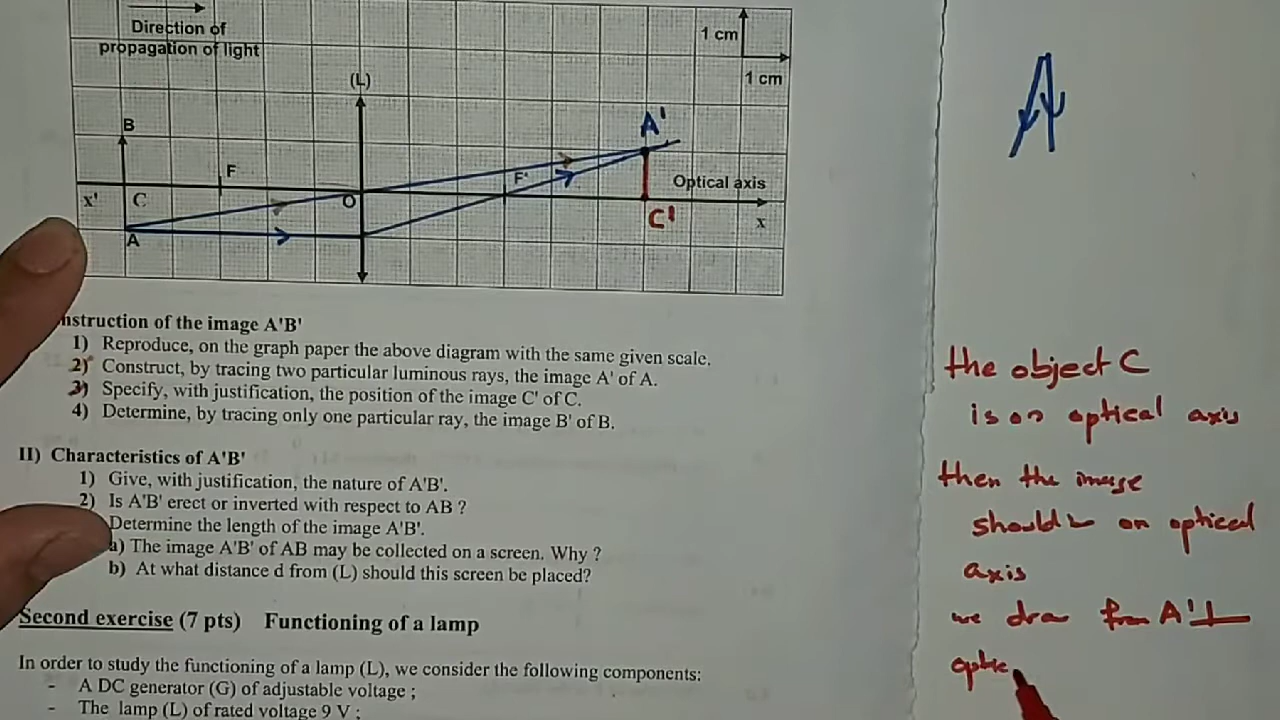 Direction of
propagation of light
1 cm
1 cm
(L)
B
A'
F
F'
Optical axis
x'
C
O
C'
x
A
nstruction of the image A'B'
1) Reproduce, on the graph paper the above diagram with the same given scale.
2) Construct, by tracing two particular luminous rays, the image A' of A.
3) Specify, with justification, the position of the image C' of C.
4) Determine, by tracing only one particular ray, the image B' of B.
II) Characteristics of A'B'
1) Give, with justification, the nature of A'B'.
2) Is A'B' erect or inverted with respect to AB ?
Determine the length of the image A'B'.
a) The image A'B' of AB may be collected on a screen. Why ?
b) At what distance d from (L) should this screen be placed?
Second exercise (7 pts) Functioning of a lamp
In order to study the functioning of a lamp (L), we consider the following components:
- A DC generator (G) of adjustable voltage ;
- The lamp (L) of rated voltage 9 V ;
the object C
is on optical axis
then the image
should be on optical
axis
we draw from A' ⊥
optic